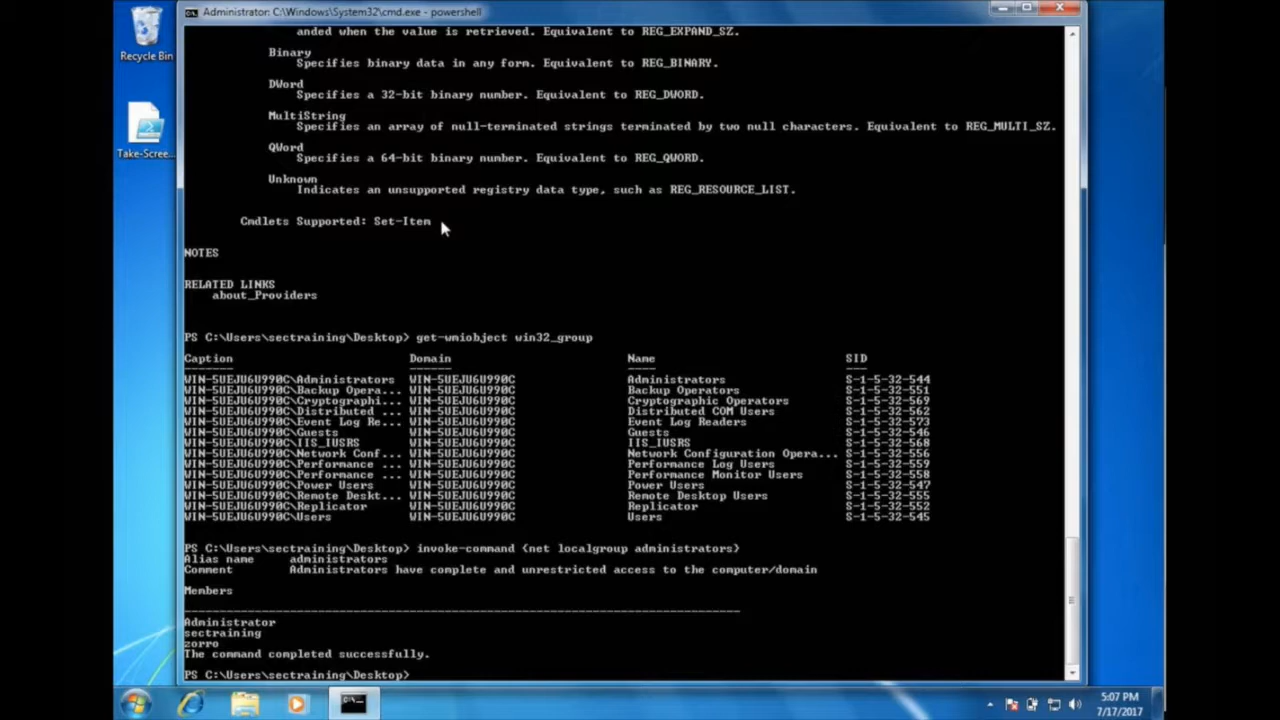 Recycle Bin
Take-Scree...
Administrator: C:\Windows\System32\cmd.exe - powershell
anded when the value is retrieved. Equivalent to REG_EXPAND_SZ.
Binary
Specifies binary data in any form. Equivalent to REG_BINARY.
DWord
Specifies a 32-bit binary number. Equivalent to REG_DWORD.
MultiString
Specifies an array of null-terminated strings terminated by two null characters. Equivalent to REG_MULTI_SZ.
QWord
Specifies a 64-bit binary number. Equivalent to REG_QWORD.
Unknown
Indicates an unsupported registry data type, such as REG_RESOURCE_LIST.
Cmdlets Supported: Set-Item
NOTES
RELATED LINKS
about_Providers
PS C:\Users\sectraining\Desktop> get-wmiobject win32_group
Caption Domain Name SID
------- ------ ---- ---
WIN-5UEJU6U990C\Administrators WIN-5UEJU6U990C Administrators S-1-5-32-544
WIN-5UEJU6U990C\Backup Opera... WIN-5UEJU6U990C Backup Operators S-1-5-32-551
WIN-5UEJU6U990C\Cryptographi... WIN-5UEJU6U990C Cryptographic Operators S-1-5-32-569
WIN-5UEJU6U990C\Distributed ... WIN-5UEJU6U990C Distributed COM Users S-1-5-32-562
WIN-5UEJU6U990C\Event Log Re... WIN-5UEJU6U990C Event Log Readers S-1-5-32-573
WIN-5UEJU6U990C\Guests WIN-5UEJU6U990C Guests S-1-5-32-546
WIN-5UEJU6U990C\IIS_IUSRS WIN-5UEJU6U990C IIS_IUSRS S-1-5-32-568
WIN-5UEJU6U990C\Network Conf... WIN-5UEJU6U990C Network Configuration Opera... S-1-5-32-556
WIN-5UEJU6U990C\Performance ... WIN-5UEJU6U990C Performance Log Users S-1-5-32-559
WIN-5UEJU6U990C\Performance ... WIN-5UEJU6U990C Performance Monitor Users S-1-5-32-558
WIN-5UEJU6U990C\Power Users WIN-5UEJU6U990C Power Users S-1-5-32-547
WIN-5UEJU6U990C\Remote Deskt... WIN-5UEJU6U990C Remote Desktop Users S-1-5-32-555
WIN-5UEJU6U990C\Replicator WIN-5UEJU6U990C Replicator S-1-5-32-552
WIN-5UEJU6U990C\Users WIN-5UEJU6U990C Users S-1-5-32-545
PS C:\Users\sectraining\Desktop> invoke-command {net localgroup administrators}
Alias name administrators
Comment Administrators have complete and unrestricted access to the computer/domain
Members
-------------------------------------------------------------------------------
Administrator
sectraining
zorro
The command completed successfully.
PS C:\Users\sectraining\Desktop>
5:07 PM
7/17/2017